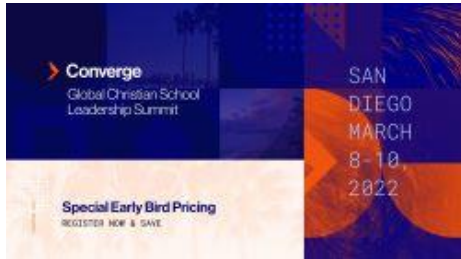 Converge
Global Christian School
Leadership Summit
SAN
DIEGO
MARCH
8-10,
2022
Special Early Bird Pricing
REGISTER NOW & SAVE